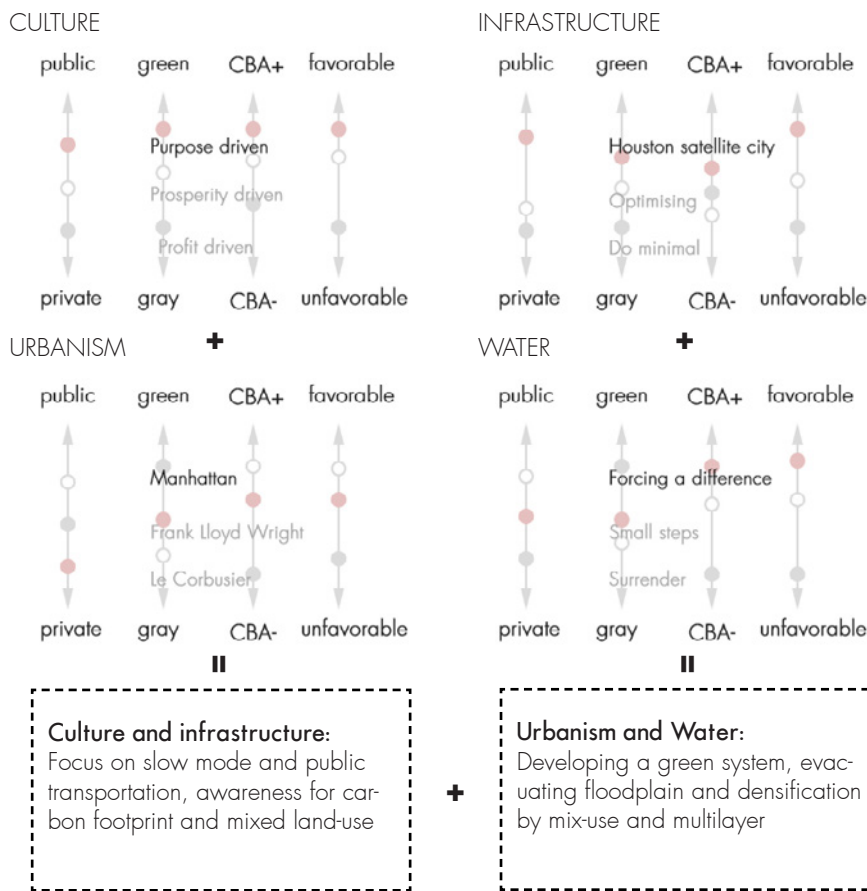 CULTURE
public green CBA+ favorable
Purpose driven
Prosperity driven
Profit driven
private gray CBA- unfavorable
+
INFRASTRUCTURE
public green CBA+ favorable
Houston satellite city
Optimising
Do minimal
private gray CBA- unfavorable
+
URBANISM
public green CBA+ favorable
Manhattan
Frank Lloyd Wright
Le Corbusier
private gray CBA- unfavorable
=
WATER
public green CBA+ favorable
Forcing a difference
Small steps
Surrender
private gray CBA- unfavorable
=
Culture and infrastructure:
Focus on slow mode and public
transportation, awareness for car-
bon footprint and mixed land-use
+
Urbanism and Water:
Developing a green system, evac-
uating floodplain and densification
by mix-use and multilayer